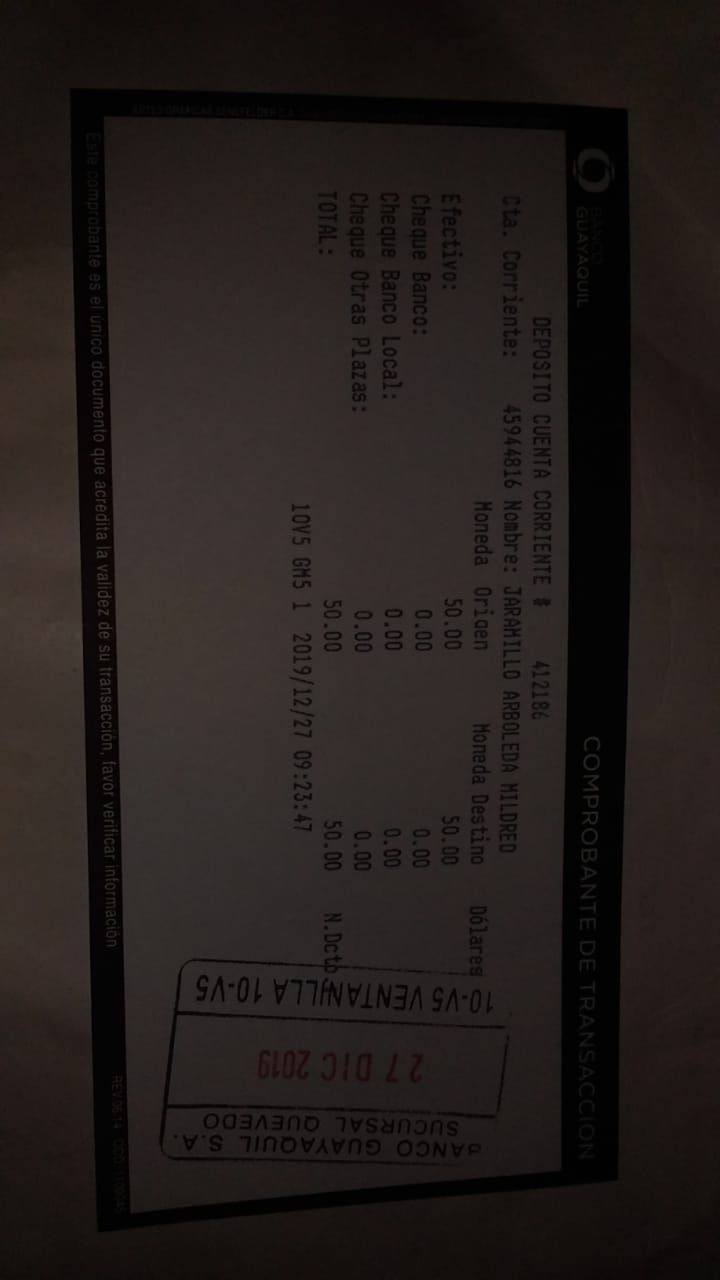 BANCO
GUAYAQUIL
COMPROBANTE DE TRANSACCION
DEPOSITO CUENTA CORRIENTE # 412186
Cta. Corriente: 45944816 Nombre: JARAMILLO ARBOLEDA MILDRED
Moneda Origen Moneda Destino Dólares
Efectivo: 50.00 50.00
Cheque Banco: 0.00 0.00
Cheque Banco Local: 0.00 0.00
Cheque Otras Plazas: 0.00 0.00
TOTAL: 50.00 50.00 N.Dcto.
10V5 GM5 1 2019/12/27 09:23:47
BANCO GUAYAQUIL S.A.
SUCURSAL QUEVEDO
27 DIC 2019
10-V5 VENTANILLA 10-V5
Este comprobante es el único documento que acredita la validez de su transacción, favor verificar información
REV.06.14 COD.